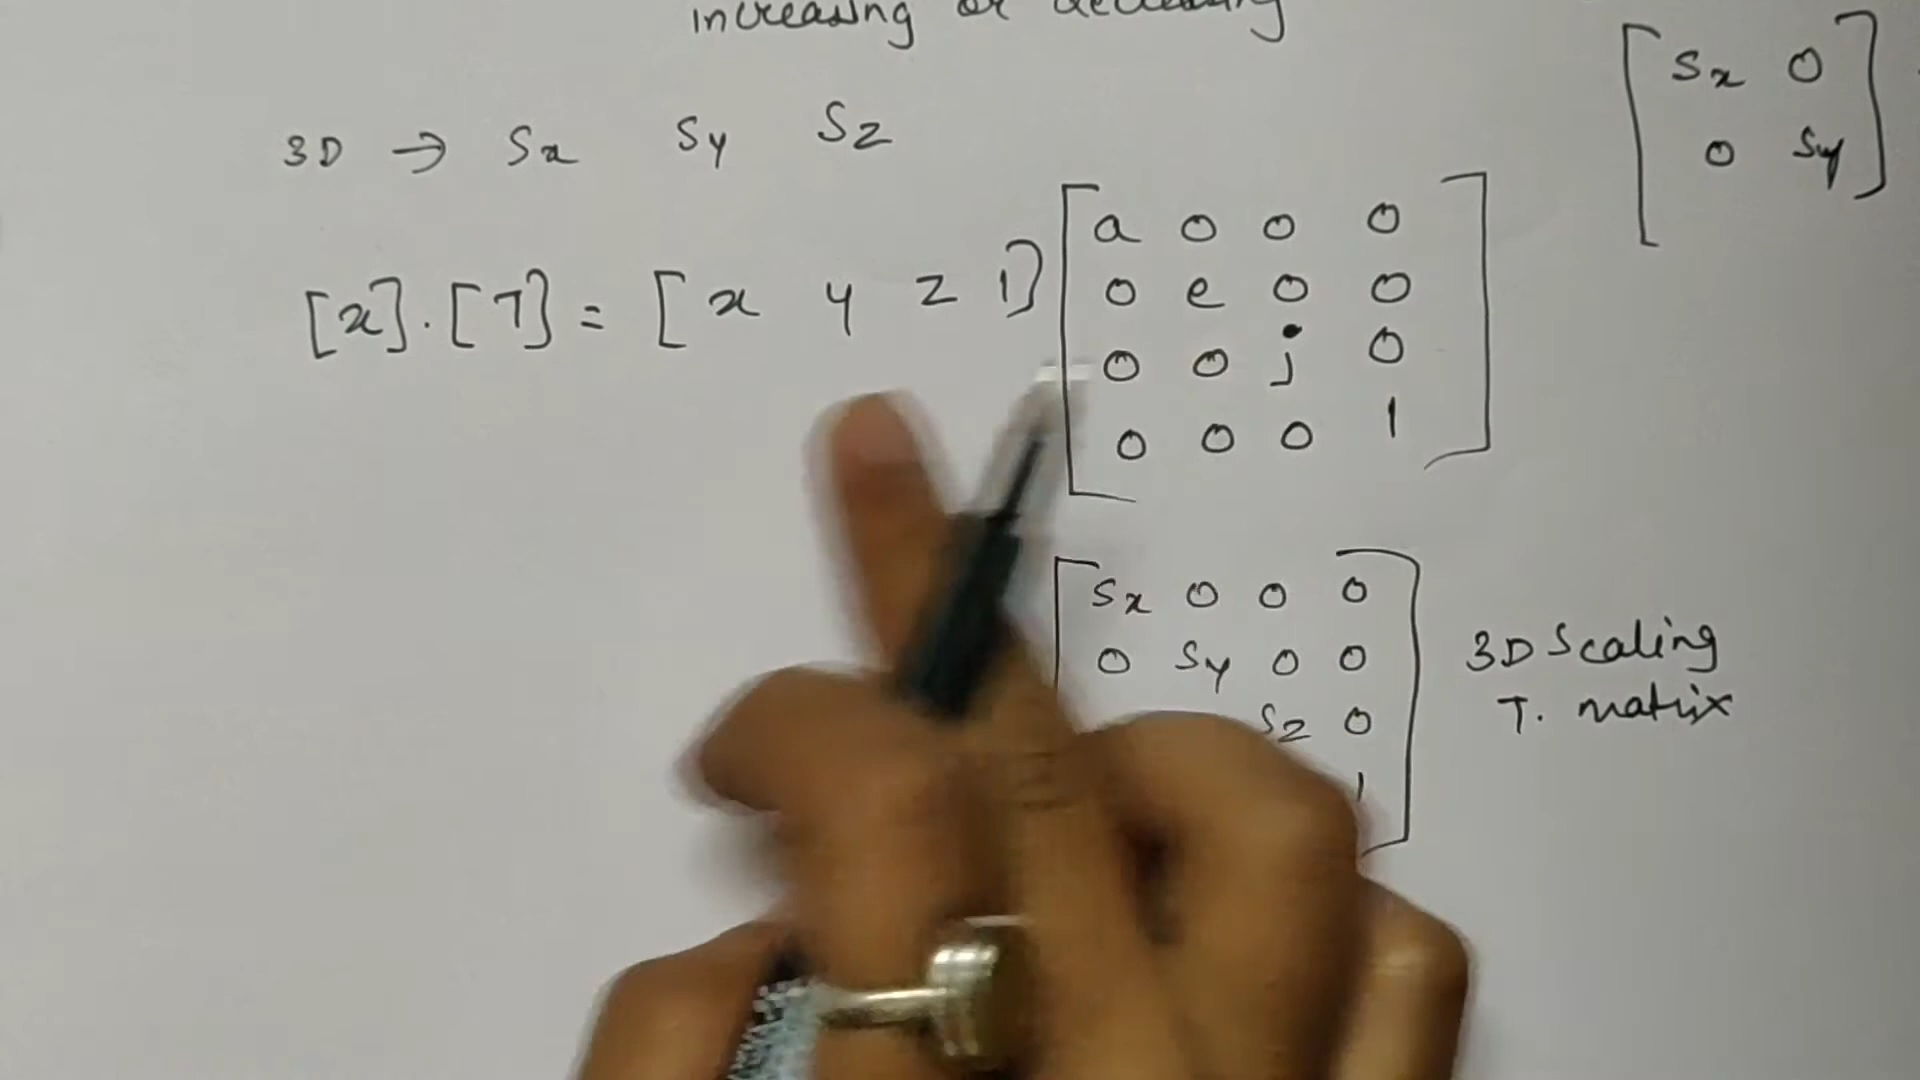 increasing or decreasing
3D → Sx Sy Sz
[x].[T] = [x y z 1] [a 0 0 0
0 e 0 0
0 0 j 0
0 0 0 1]
[Sx 0
0 Sy]
[Sx 0 0 0
0 Sy 0 0
Sz 0
1]
3D Scaling
T. matrix